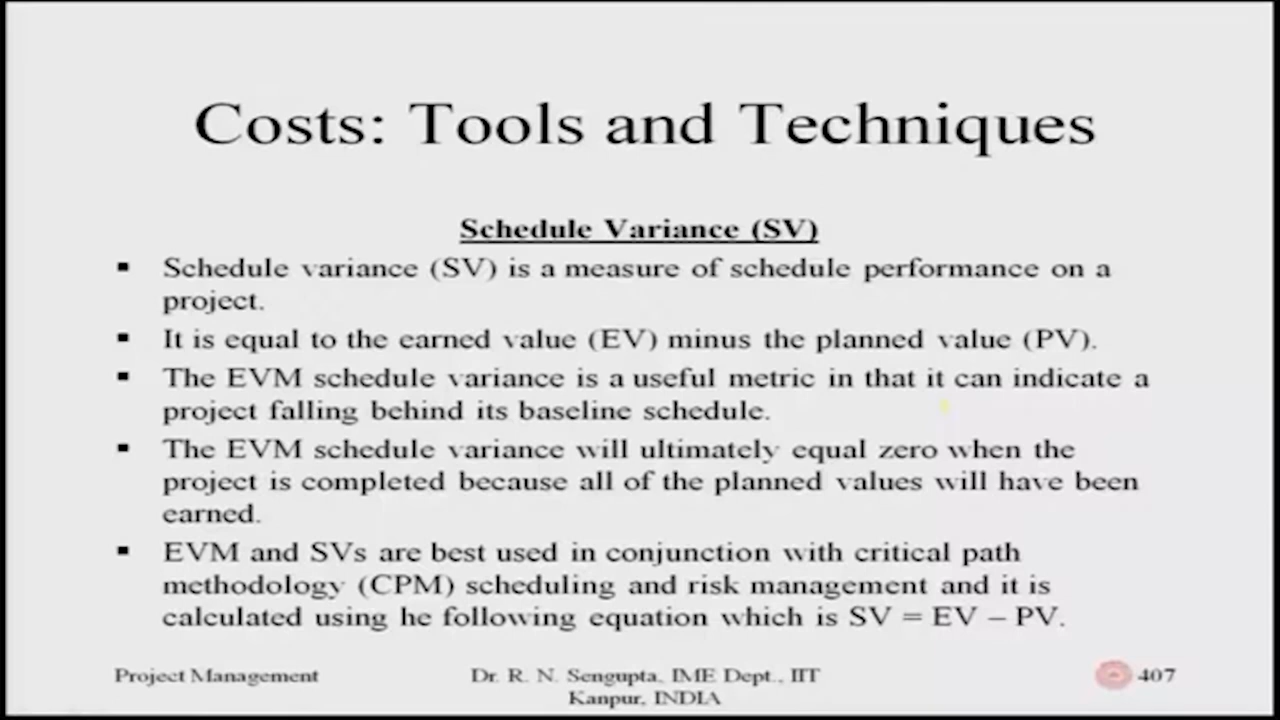 Costs: Tools and Techniques
Schedule Variance (SV)
▪ Schedule variance (SV) is a measure of schedule performance on a
project.
▪ It is equal to the earned value (EV) minus the planned value (PV).
▪ The EVM schedule variance is a useful metric in that it can indicate a
project falling behind its baseline schedule.
▪ The EVM schedule variance will ultimately equal zero when the
project is completed because all of the planned values will have been
earned.
▪ EVM and SVs are best used in conjunction with critical path
methodology (CPM) scheduling and risk management and it is
calculated using he following equation which is SV = EV – PV.
Project Management
Dr. R. N. Sengupta, IME Dept., IIT
Kanpur, INDIA
407